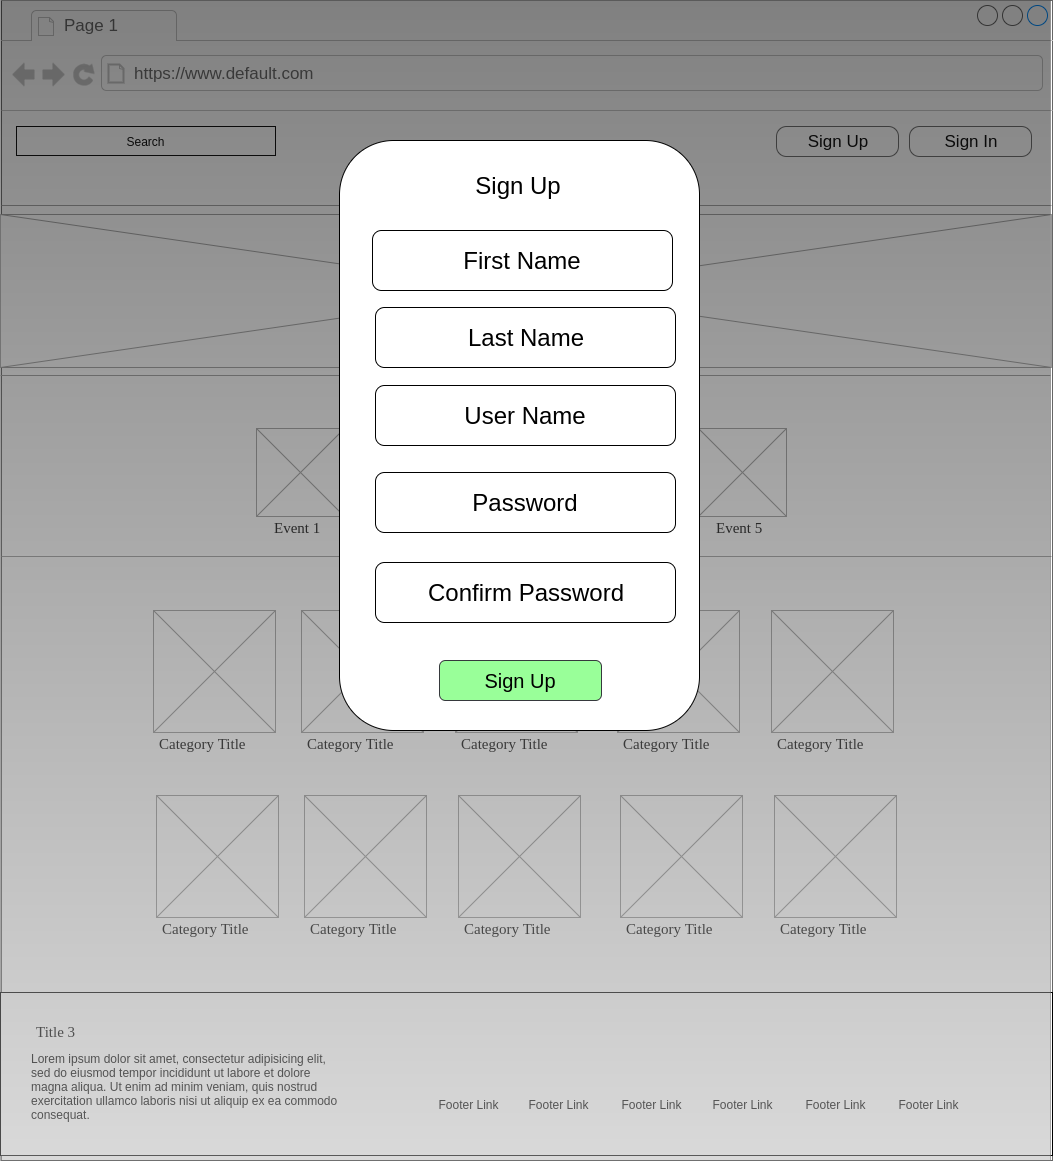 Page 1
https://www.default.com
Search
Sign Up
Sign In
Sign Up
First Name
Last Name
User Name
Password
Confirm Password
Sign Up
Event 1
Event 5
Category Title
Category Title
Category Title
Category Title
Category Title
Category Title
Category Title
Category Title
Category Title
Category Title
Title 3
Lorem ipsum dolor sit amet, consectetur adipisicing elit,
sed do eiusmod tempor incididunt ut labore et dolore
magna aliqua. Ut enim ad minim veniam, quis nostrud
exercitation ullamco laboris nisi ut aliquip ex ea commodo
consequat.
Footer Link
Footer Link
Footer Link
Footer Link
Footer Link
Footer Link